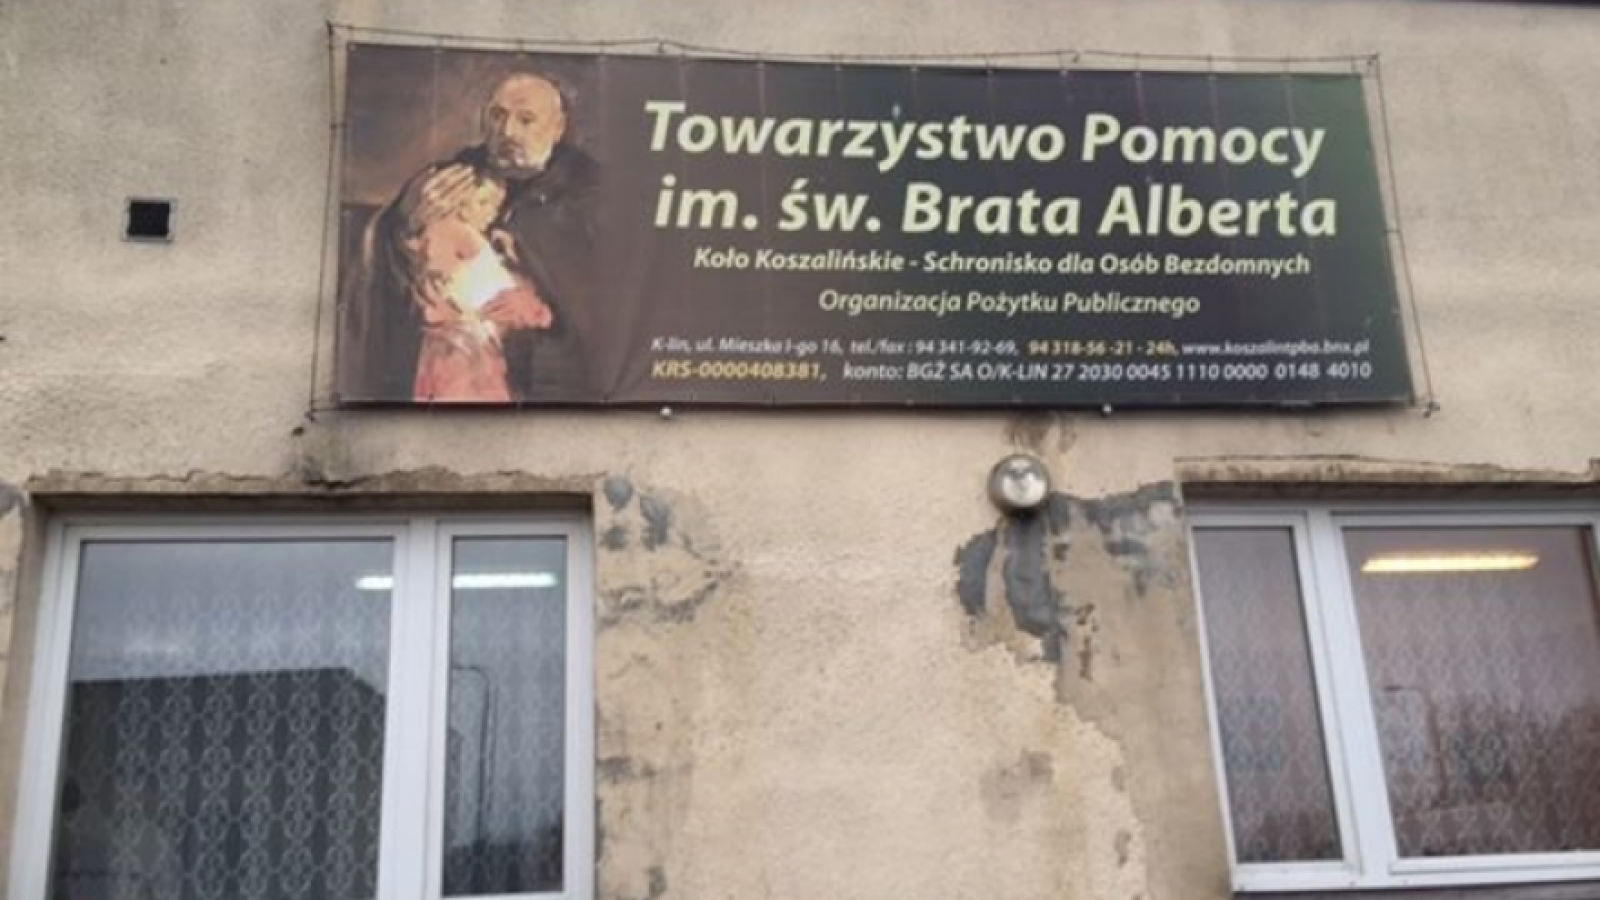 Towarzystwo Pomocy
im. św. Brata Alberta
Koło Koszalińskie - Schronisko dla Osób Bezdomnych
Organizacja Pożytku Publicznego
K-lin, ul. Mieszka I-go 16, tel./fax : 94 341-92-69, 94 318-56 -21 - 24h, www.koszalintpba.bnx.pl
KRS-0000408381, konto: BGŻ SA O/K-LIN 27 2030 0045 1110 0000 0148 4010